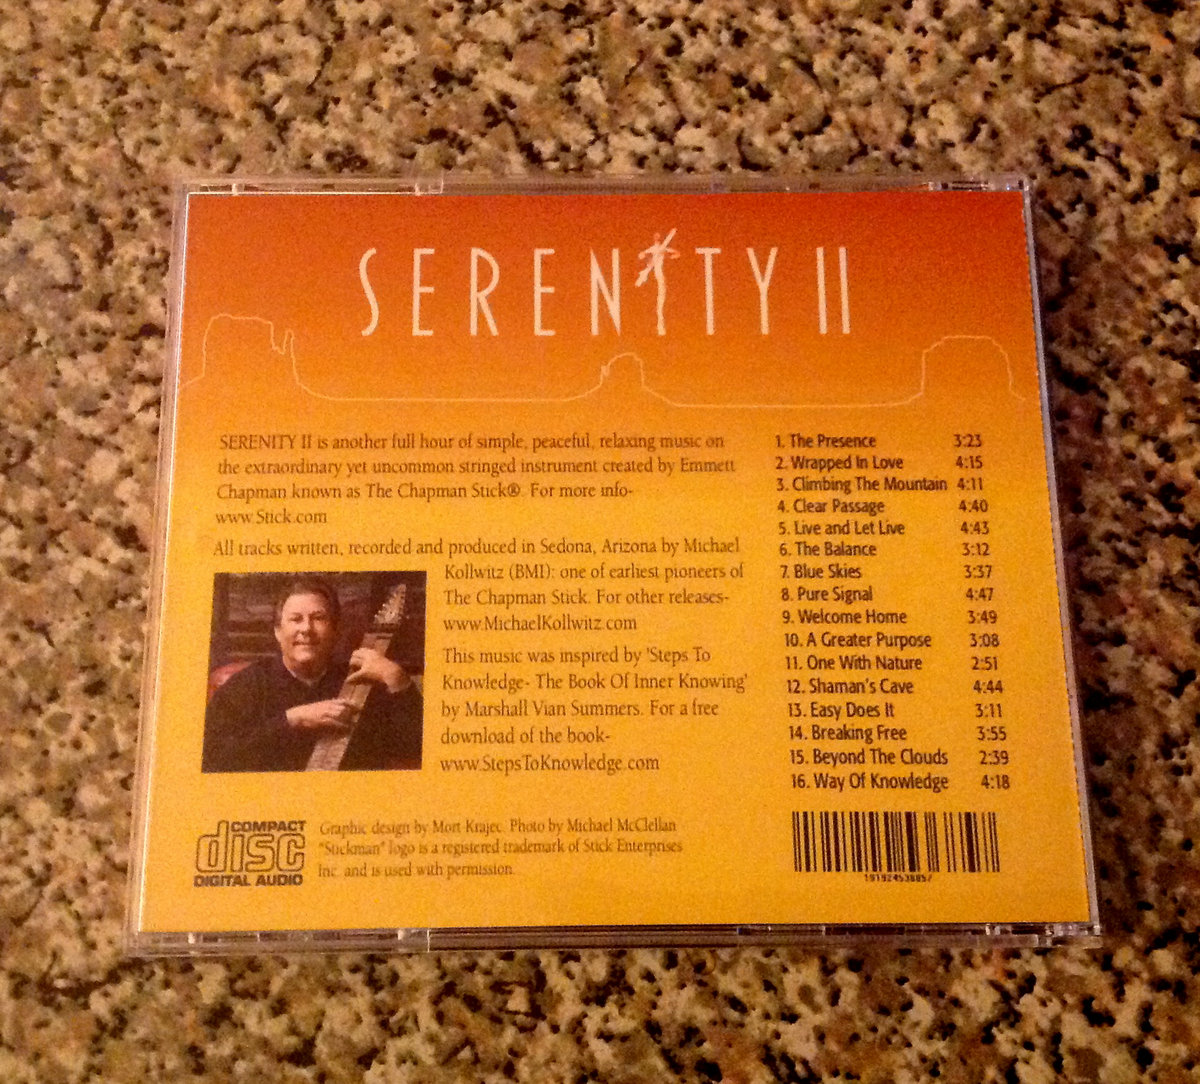 SERENITY II
SERENITY II is another full hour of simple, peaceful, relaxing music on
the extraordinary yet uncommon stringed instrument created by Emmett
Chapman known as The Chapman Stick®. For more info-
www.Stick.com
All tracks written, recorded and produced in Sedona, Arizona by Michael
Kollwitz (BMI): one of earliest pioneers of
The Chapman Stick. For other releases-
www.MichaelKollwitz.com
This music was inspired by 'Steps To
Knowledge- The Book Of Inner Knowing'
by Marshall Vian Summers. For a free
download of the book-
www.StepsToKnowledge.com
1. The Presence 3:23
2. Wrapped In Love 4:15
3. Climbing The Mountain 4:11
4. Clear Passage 4:40
5. Live and Let Live 4:43
6. The Balance 3:12
7. Blue Skies 3:37
8. Pure Signal 4:47
9. Welcome Home 3:49
10. A Greater Purpose 3:08
11. One With Nature 2:51
12. Shaman's Cave 4:44
13. Easy Does It 3:11
14. Breaking Free 3:55
15. Beyond The Clouds 2:39
16. Way Of Knowledge 4:18
COMPACT
disc
DIGITAL AUDIO
Graphic design by Mort Krajec. Photo by Michael McClellan
"Stickman" logo is a registered trademark of Stick Enterprises
Inc. and is used with permission.